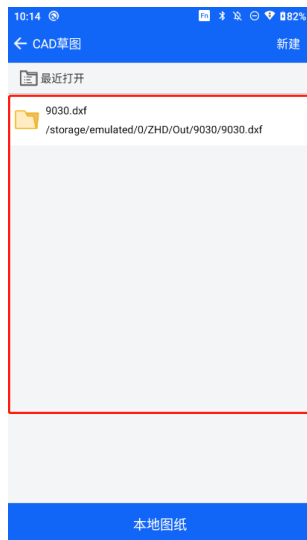 10:14 Fn 82%
CAD草图 新建
最近打开
9030.dxf
/storage/emulated/0/ZHD/Out/9030/9030.dxf
本地图纸